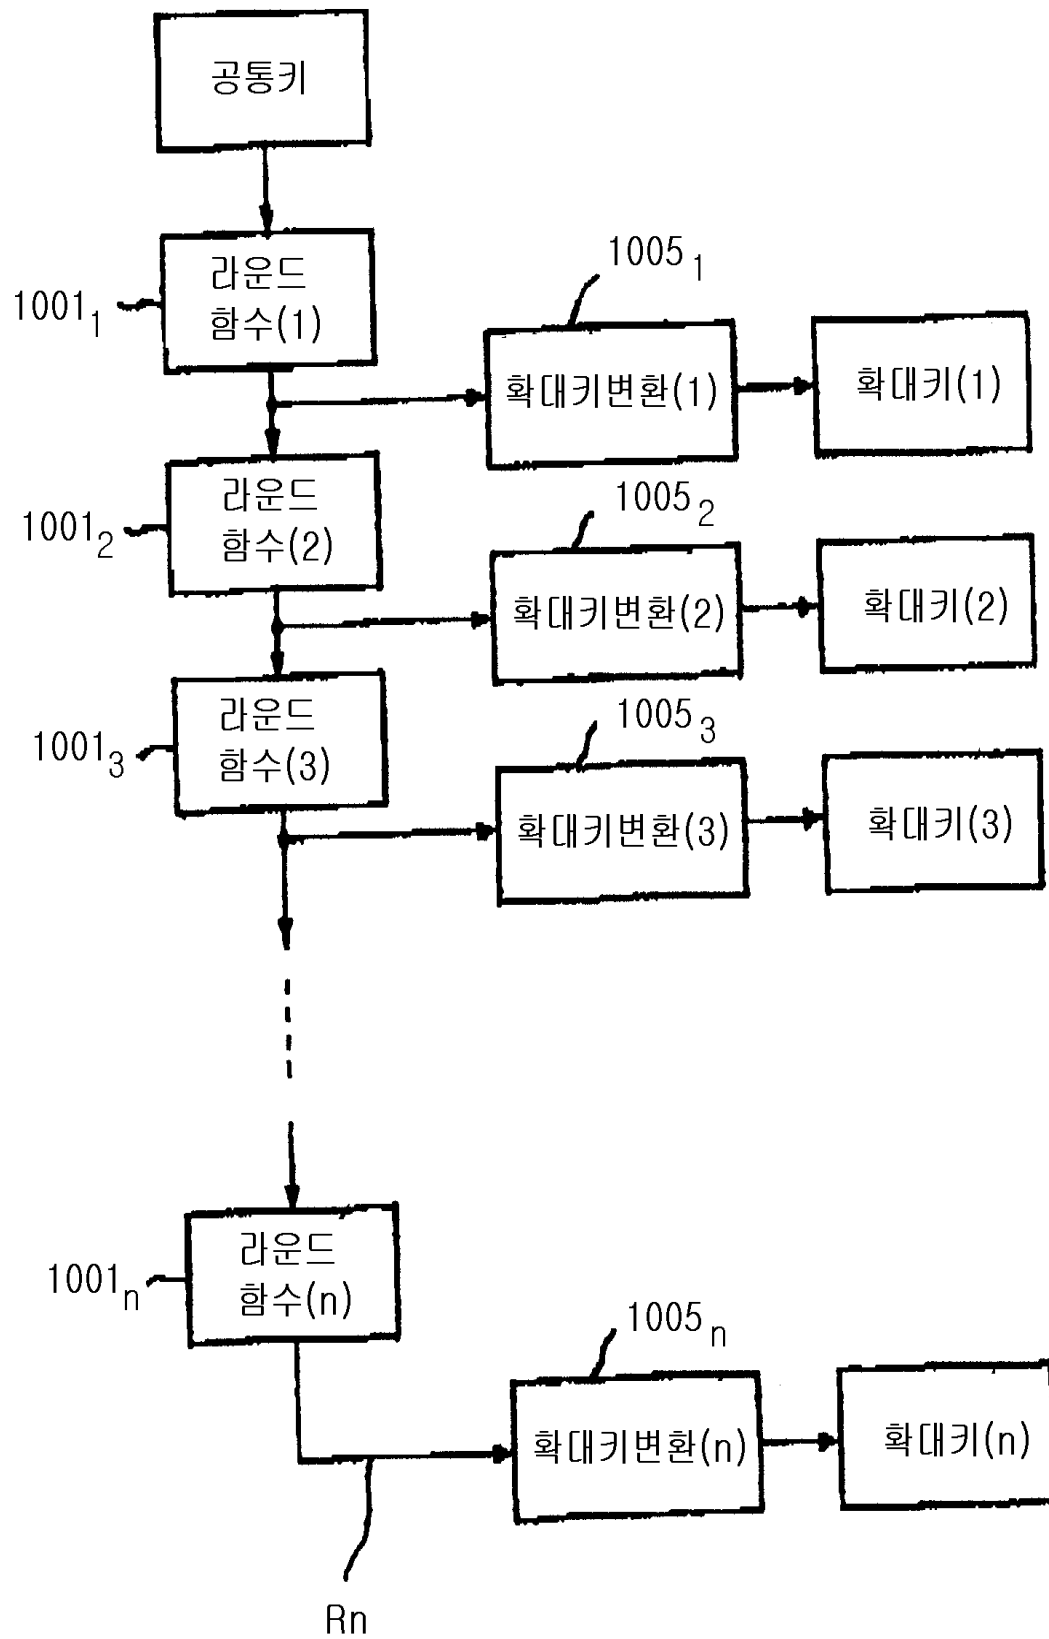 공통키
라운드
함수(1)
1001₁
1005₁
확대키변환(1)
확대키(1)
라운드
함수(2)
1001₂
1005₂
확대키변환(2)
확대키(2)
라운드
함수(3)
1001₃
1005₃
확대키변환(3)
확대키(3)
라운드
함수(n)
1001ₙ
1005ₙ
확대키변환(n)
확대키(n)
Rn